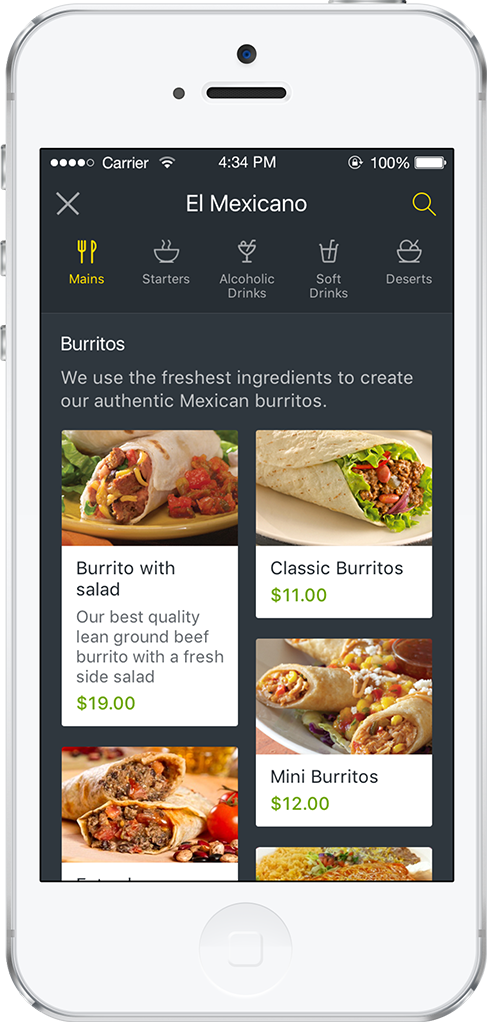 Carrier 4:34 PM 100%
El Mexicano
Mains Starters Alcoholic Drinks Soft Drinks Deserts
Burritos
We use the freshest ingredients to create
our authentic Mexican burritos.
Burrito with
salad
Our best quality
lean ground beef
burrito with a fresh
side salad
$19.00
Classic Burritos
$11.00
Mini Burritos
$12.00